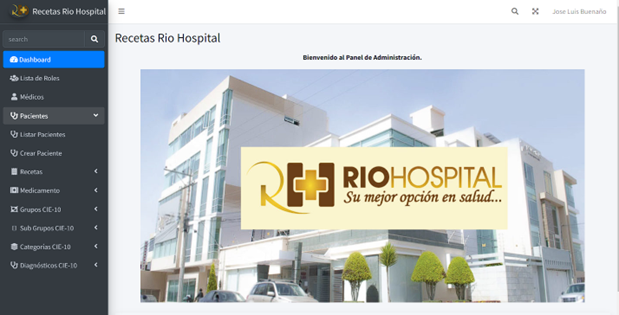 Recetas Rio Hospital
Jose Luis Buenaño
search
Recetas Rio Hospital
Dashboard
Bienvenido al Panel de Administración.
Lista de Roles
Médicos
Pacientes
Listar Pacientes
Crear Paciente
Recetas
Medicamento
Grupos CIE-10
Sub Grupos CIE-10
Categorías CIE-10
Diagnósticos CIE-10
RIOHOSPITAL
Su mejor opción en salud...